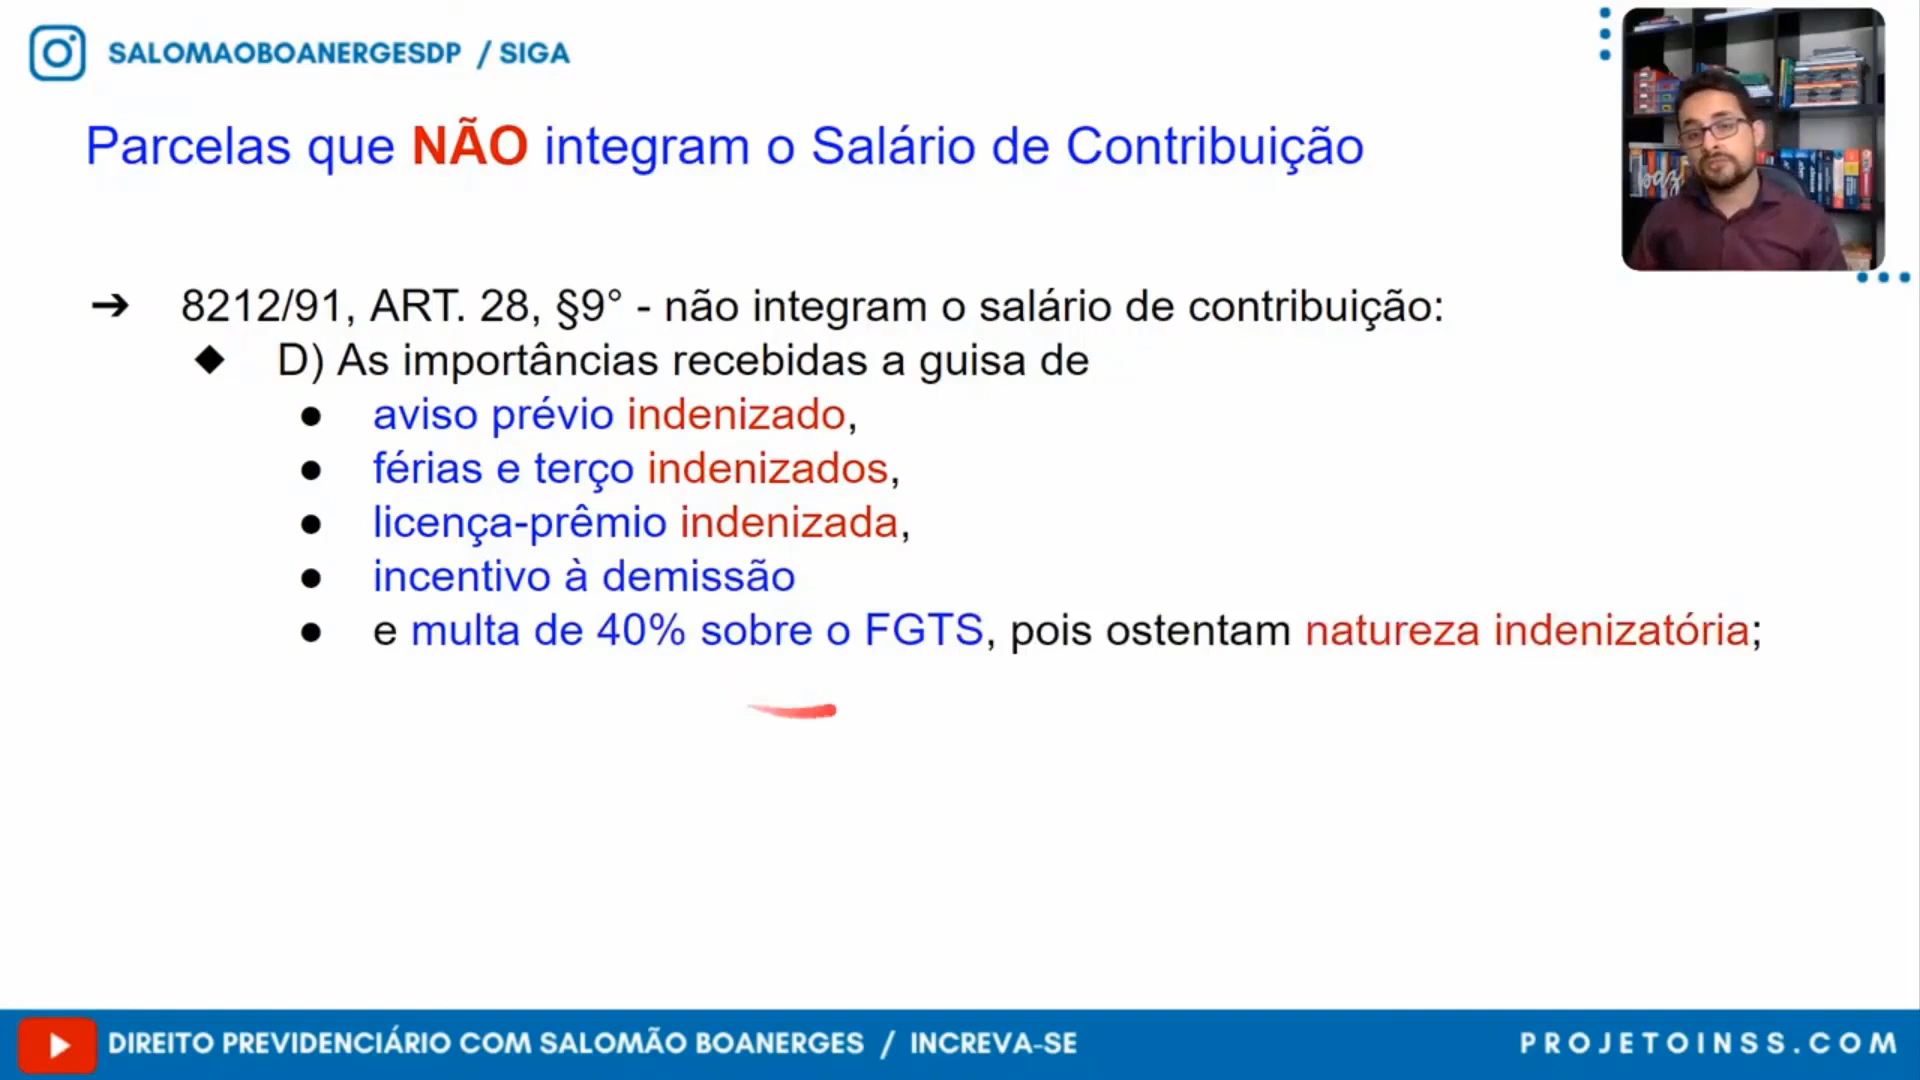 SALOMAOBOANERGESDP / SIGA
Parcelas que NÃO integram o Salário de Contribuição
➔ 8212/91, ART. 28, §9° - não integram o salário de contribuição:
◆ D) As importâncias recebidas a guisa de
● aviso prévio indenizado,
● férias e terço indenizados,
● licença-prêmio indenizada,
● incentivo à demissão
● e multa de 40% sobre o FGTS, pois ostentam natureza indenizatória;
DIREITO PREVIDENCIÁRIO COM SALOMÃO BOANERGES / INCREVA-SE
PROJETOINSS.COM